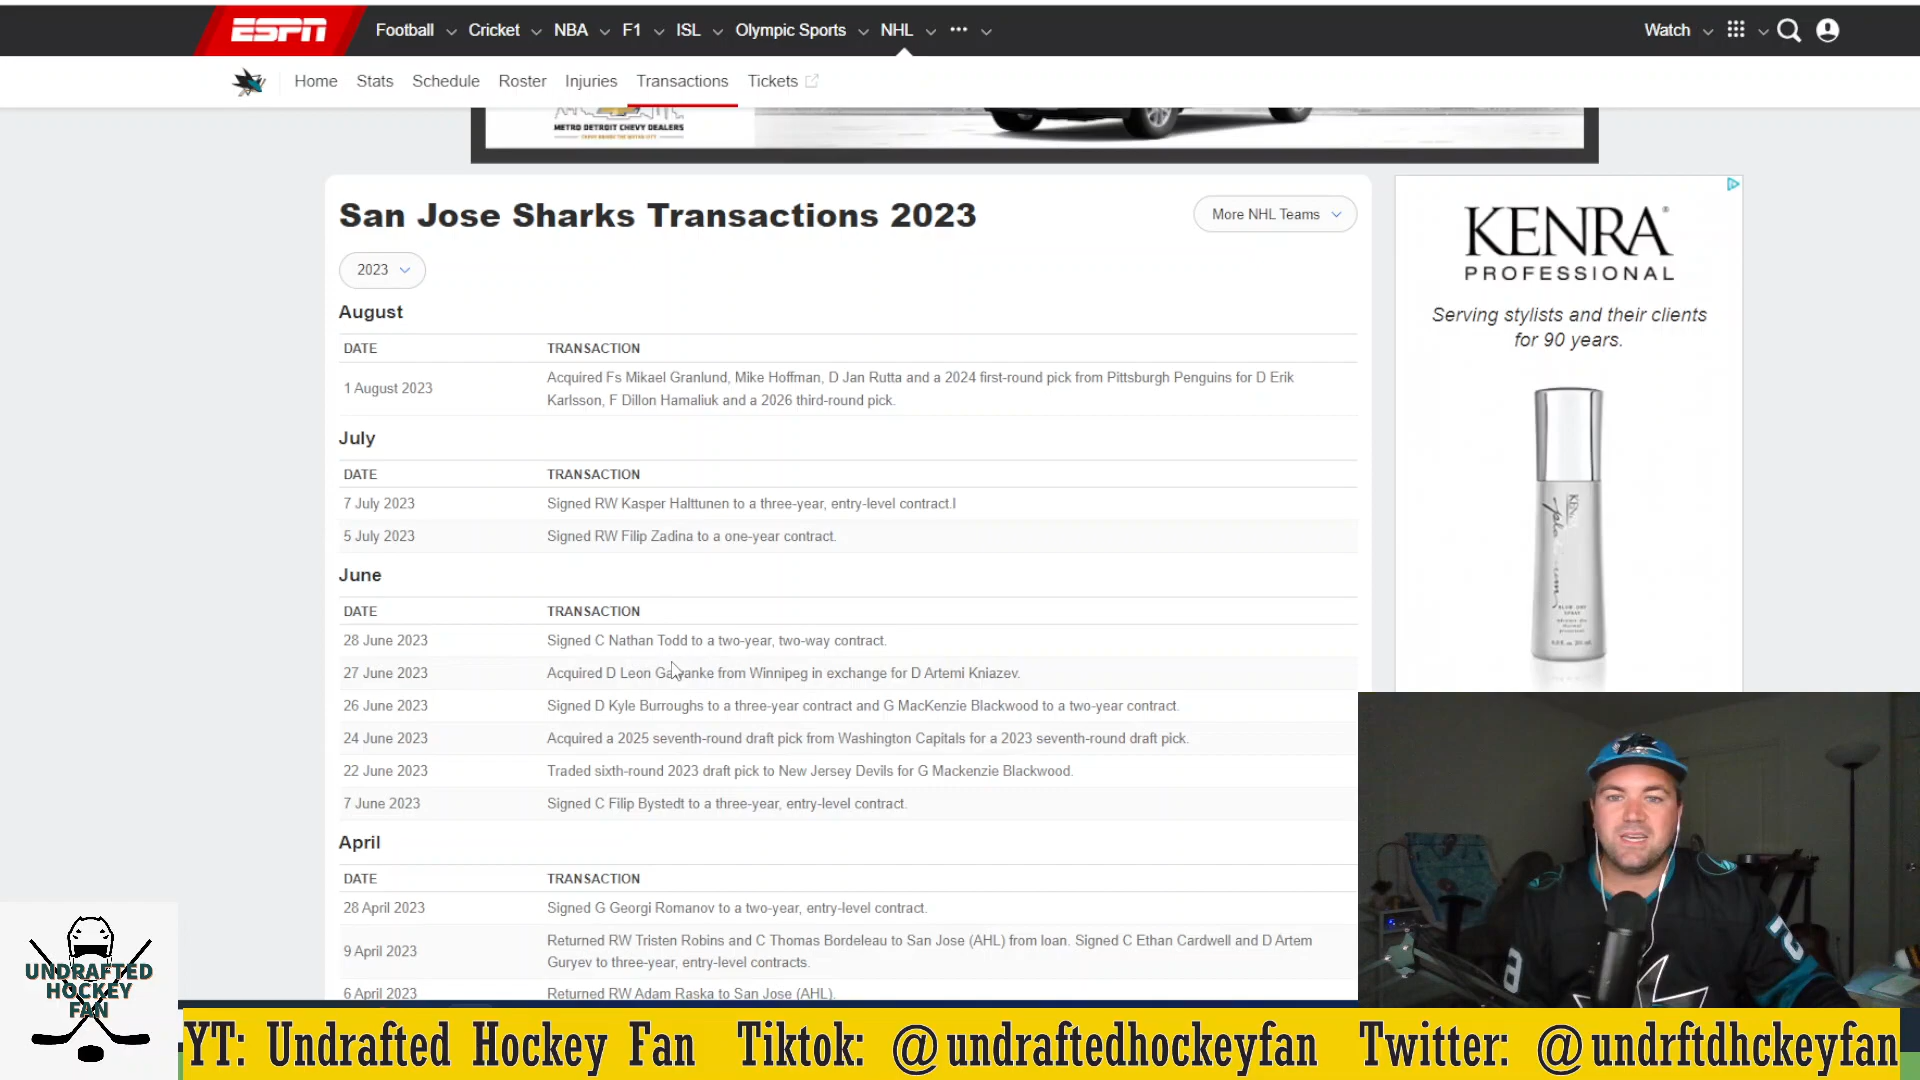 ESPN Football Cricket NBA F1 ISL Olympic Sports NHL Watch
Home Stats Schedule Roster Injuries Transactions Tickets
METRO DETROIT CHEVY DEALERS
San Jose Sharks Transactions 2023
More NHL Teams
2023
August
DATE TRANSACTION
1 August 2023
Acquired Fs Mikael Granlund, Mike Hoffman, D Jan Rutta and a 2024 first-round pick from Pittsburgh Penguins for D Erik
Karlsson, F Dillon Hamaliuk and a 2026 third-round pick.
July
DATE TRANSACTION
7 July 2023 Signed RW Kasper Halttunen to a three-year, entry-level contract.l
5 July 2023 Signed RW Filip Zadina to a one-year contract.
June
DATE TRANSACTION
28 June 2023 Signed C Nathan Todd to a two-year, two-way contract.
27 June 2023 Acquired D Leon from Winnipeg in exchange for D Artemi Kniazev.
26 June 2023 Signed D Kyle Burroughs to a three-year contract and G MacKenzie Blackwood to a two-year contract.
24 June 2023 Acquired a 2025 seventh-round draft pick from Washington Capitals for a 2023 seventh-round draft pick.
22 June 2023 Traded sixth-round 2023 draft pick to New Jersey Devils for G Mackenzie Blackwood.
7 June 2023 Signed C Filip Bystedt to a three-year, entry-level contract.
April
DATE TRANSACTION
28 April 2023 Signed G Georgi Romanov to a two-year, entry-level contract.
9 April 2023
Returned RW Tristen Robins and C Thomas Bordeleau to San Jose (AHL) from loan. Signed C Ethan Cardwell and D Artem
Guryev to three-year, entry-level contracts.
6 April 2023 Returned RW Adam Raska to San Jose (AHL).
KENRA®
PROFESSIONAL
Serving stylists and their clients
for 90 years.
KENRA
UNDRAFTED
HOCKEY
FAN
YT: Undrafted Hockey Fan Tiktok: @undraftedhockeyfan Twitter: @undrftdhckeyfan